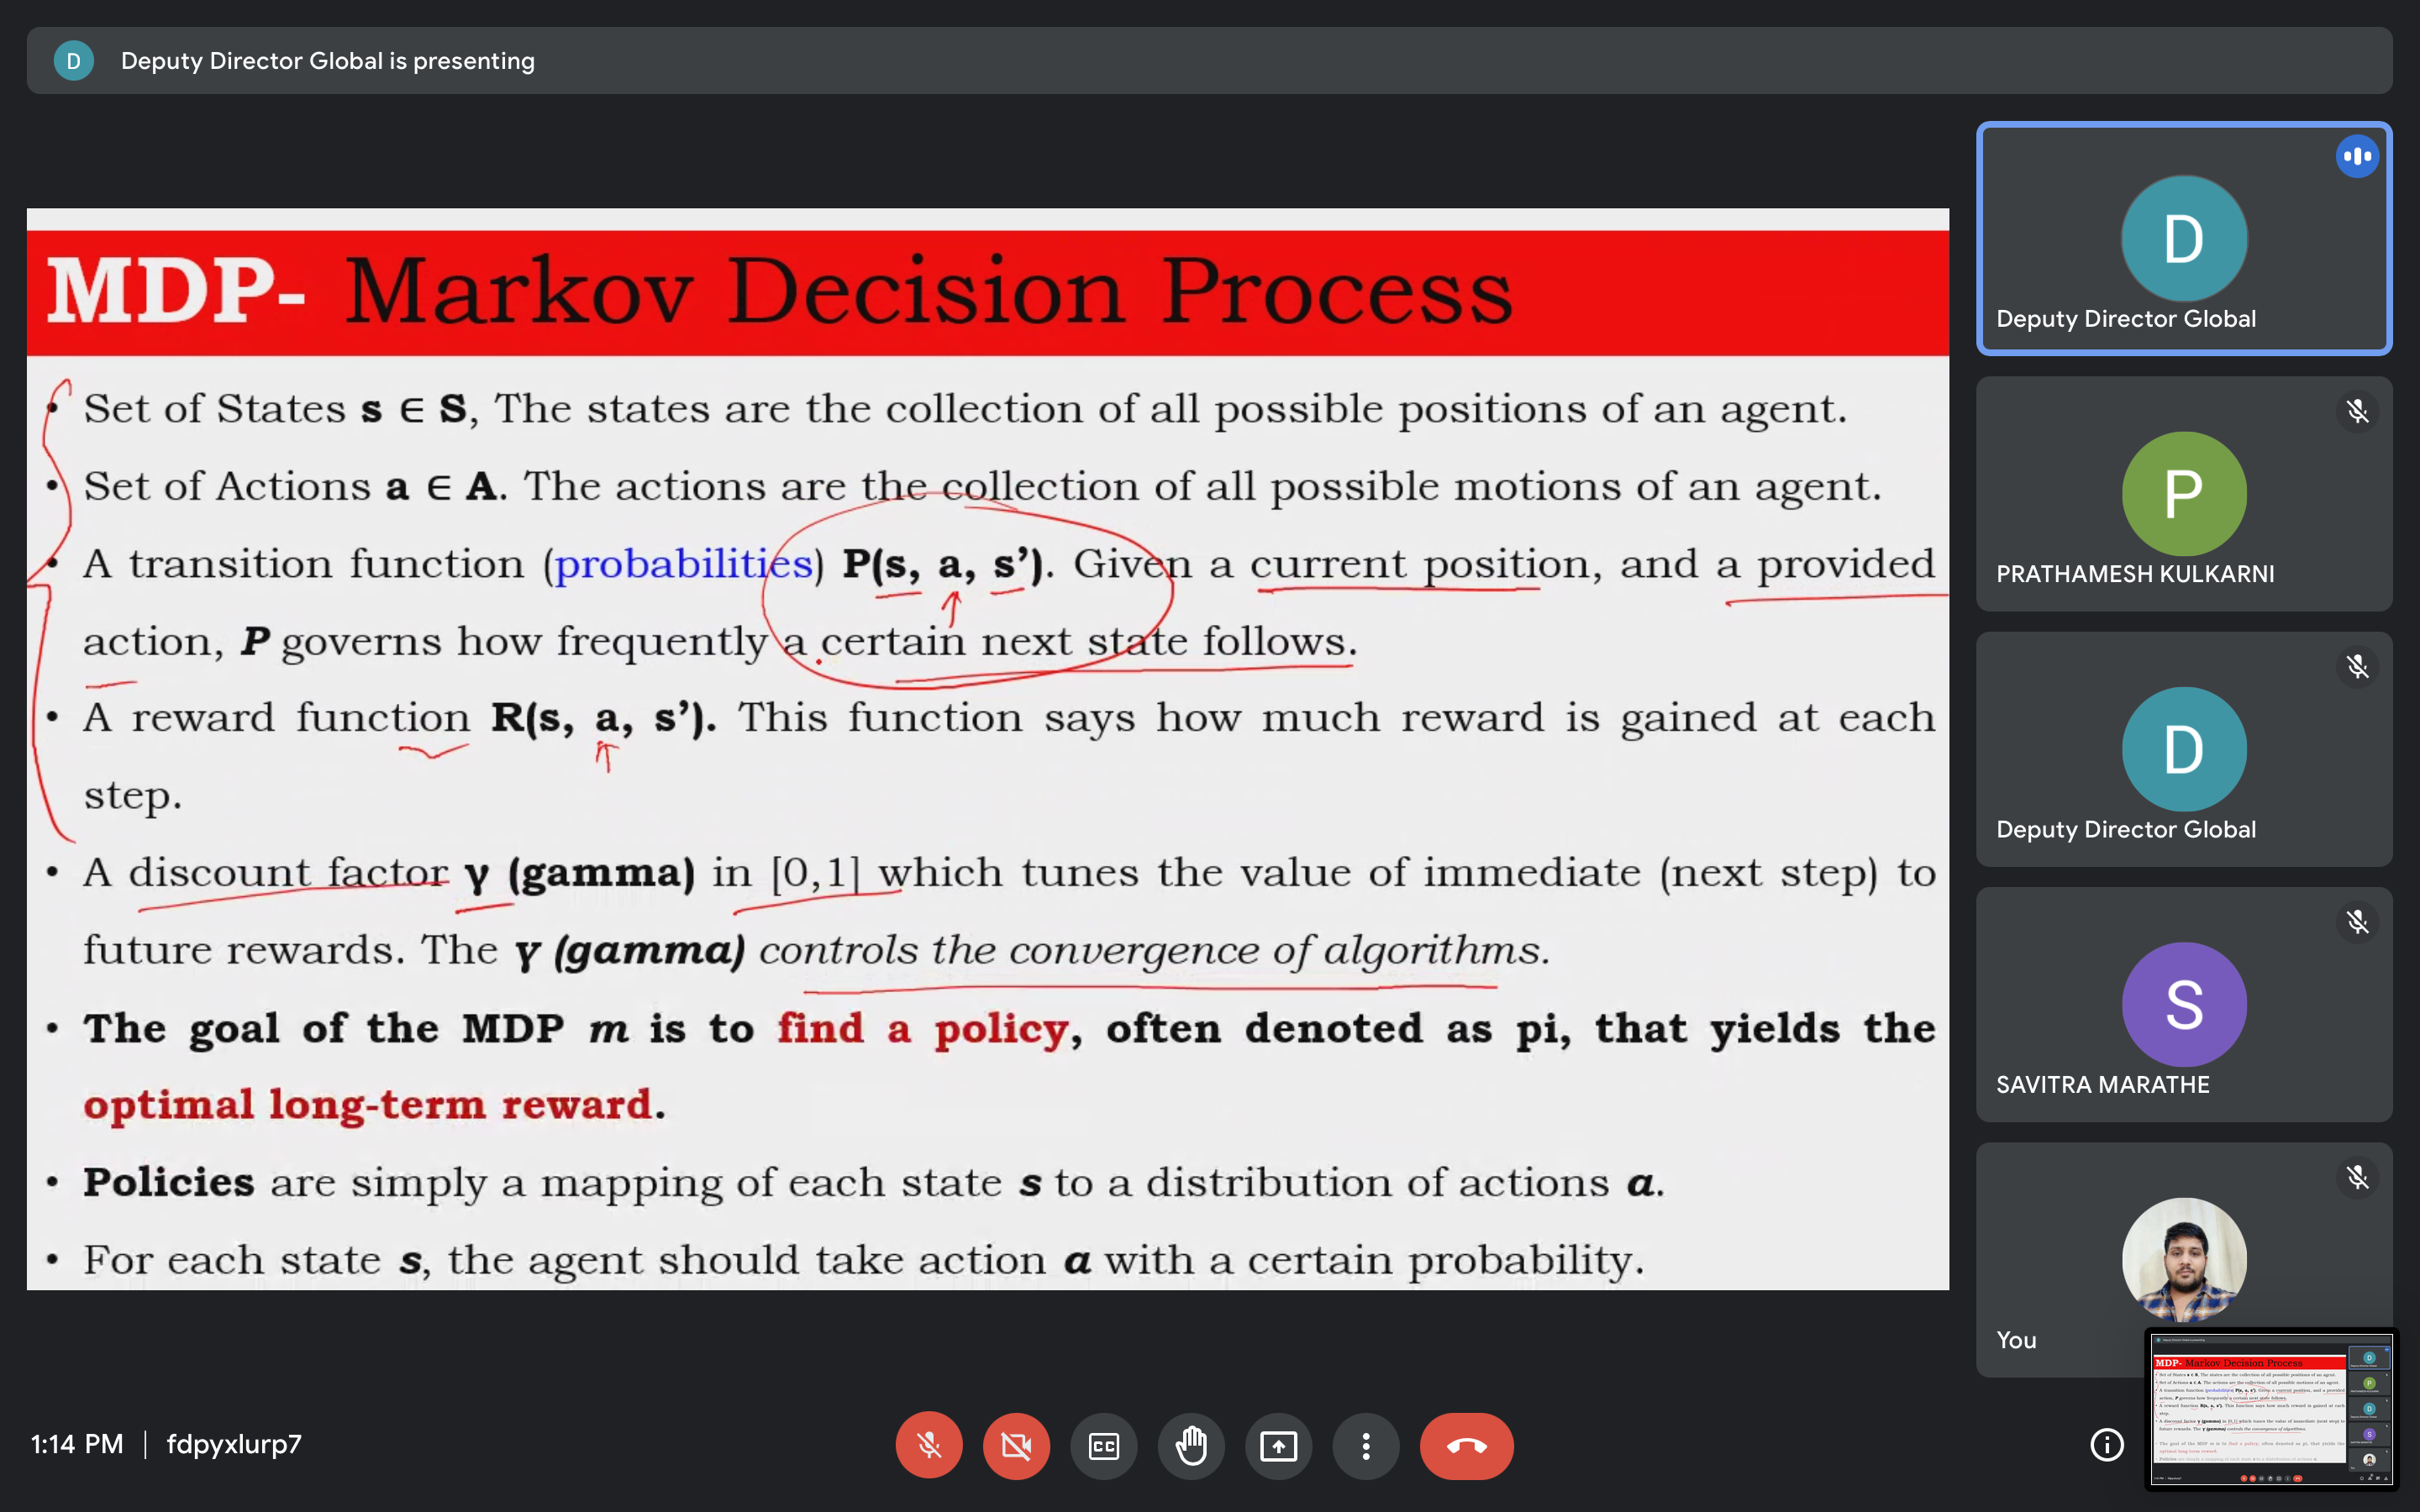 D Deputy Director Global is presenting
MDP- Markov Decision Process
• Set of States s ∈ S, The states are the collection of all possible positions of an agent.
• Set of Actions a ∈ A. The actions are the collection of all possible motions of an agent.
• A transition function (probabilities) P(s, a, s’). Given a current position, and a provided
action, P governs how frequently a certain next state follows.
• A reward function R(s, a, s’). This function says how much reward is gained at each
step.
• A discount factor γ (gamma) in [0,1] which tunes the value of immediate (next step) to
future rewards. The γ (gamma) controls the convergence of algorithms.
• The goal of the MDP m is to find a policy, often denoted as pi, that yields the
optimal long-term reward.
• Policies are simply a mapping of each state s to a distribution of actions a.
• For each state s, the agent should take action a with a certain probability.
D
Deputy Director Global
P
PRATHAMESH KULKARNI
D
Deputy Director Global
S
SAVITRA MARATHE
You
1:14 PM | fdpyxlurp7
CC
MDP- Markov Decision Process